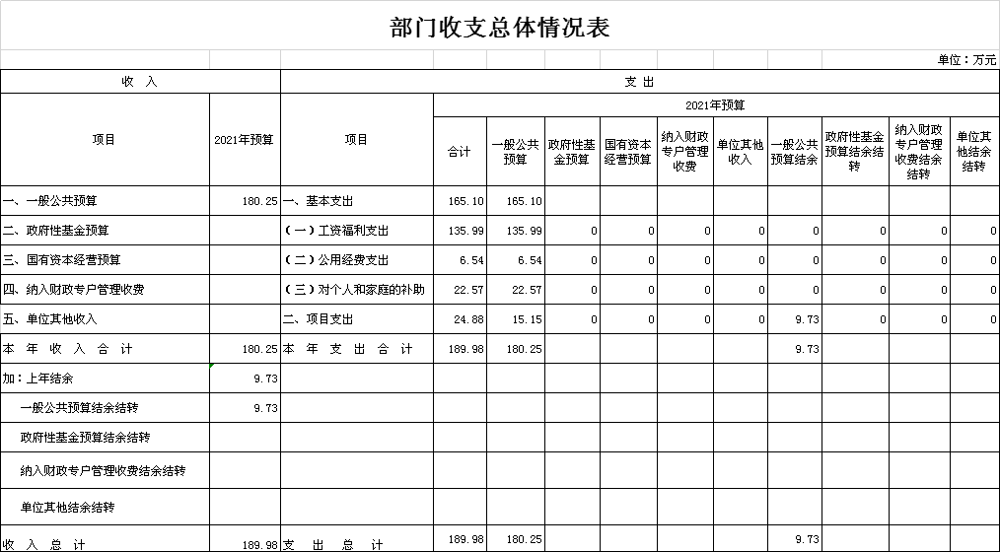 部门收支总体情况表
单位：万元
收 入 支 出
项目 2021年预算 项目 2021年预算
合计 一般公共预算 政府性基金预算 国有资本经营预算 纳入财政专户管理收费 单位其他收入 一般公共预算结余 政府性基金预算结余结转 纳入财政专户管理收费结余结转 单位其他结余结转
一、一般公共预算 180.25 一、基本支出 165.10 165.10
二、政府性基金预算 （一）工资福利支出 135.99 135.99 0 0 0 0 0 0 0 0
三、国有资本经营预算 （二）公用经费支出 6.54 6.54 0 0 0 0 0 0 0 0
四、纳入财政专户管理收费 （三）对个人和家庭的补助 22.57 22.57 0 0 0 0 0 0 0 0
五、单位其他收入 二、项目支出 24.88 15.15 0 0 0 0 9.73 0 0 0
本 年 收 入 合 计 180.25 本 年 支 出 合 计 189.98 180.25 9.73
加：上年结余 9.73
一般公共预算结余结转 9.73
政府性基金预算结余结转
纳入财政专户管理收费结余结转
单位其他结余结转
收 入 总 计 189.98 支 出 总 计 189.98 180.25 9.73